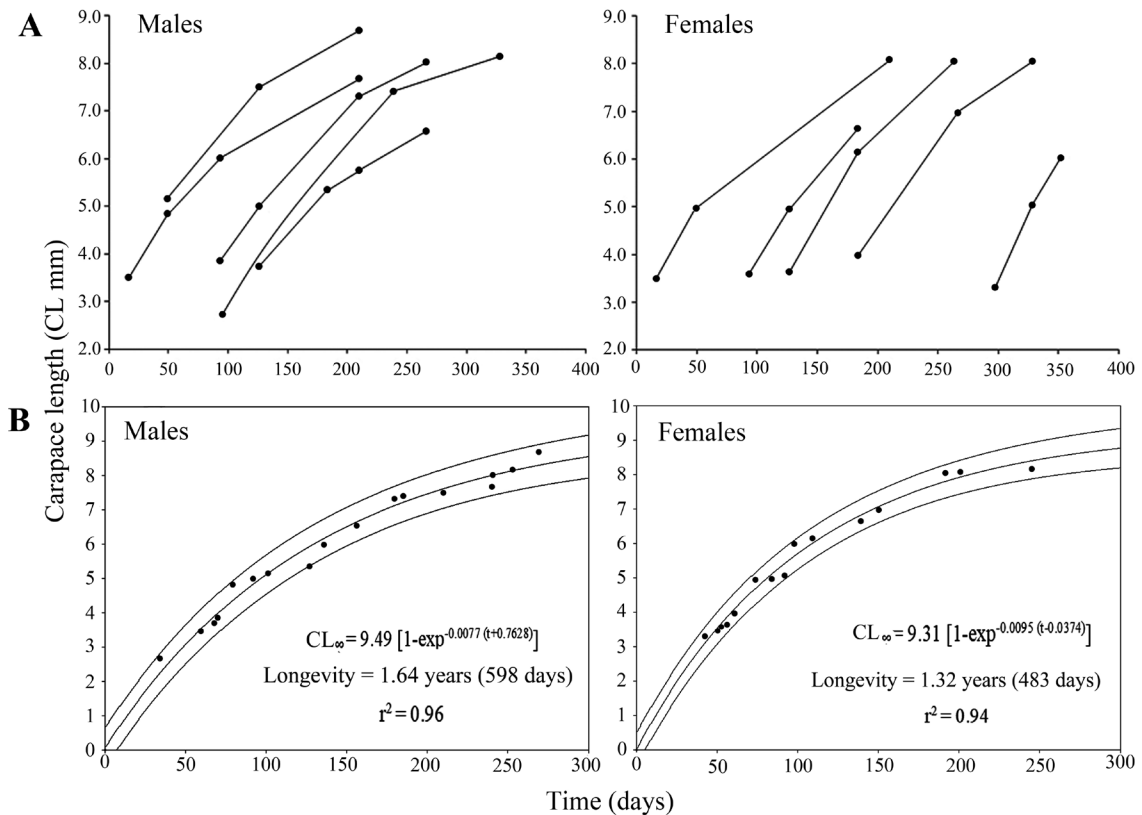 A
Males
Females
9.0 8.0 7.0 6.0 5.0 4.0 3.0 2.0
9.0 8.0 7.0 6.0 5.0 4.0 3.0 2.0
0 50 100 150 200 250 300 350 400
0 50 100 150 200 250 300 350 400
Carapace length (CL mm)
B
Males
Females
10 9 8 7 6 5 4 3 2 1 0
10 9 8 7 6 5 4 3 2 1 0
CL∞ = 9.49 [1-exp-0.0077 (t+0.7628)]
Longevity = 1.64 years (598 days)
r2 = 0.96
CL∞ = 9.31 [1-exp-0.0095 (t-0.0374)]
Longevity = 1.32 years (483 days)
r2 = 0.94
0 50 100 150 200 250 300
0 50 100 150 200 250 300
Time (days)